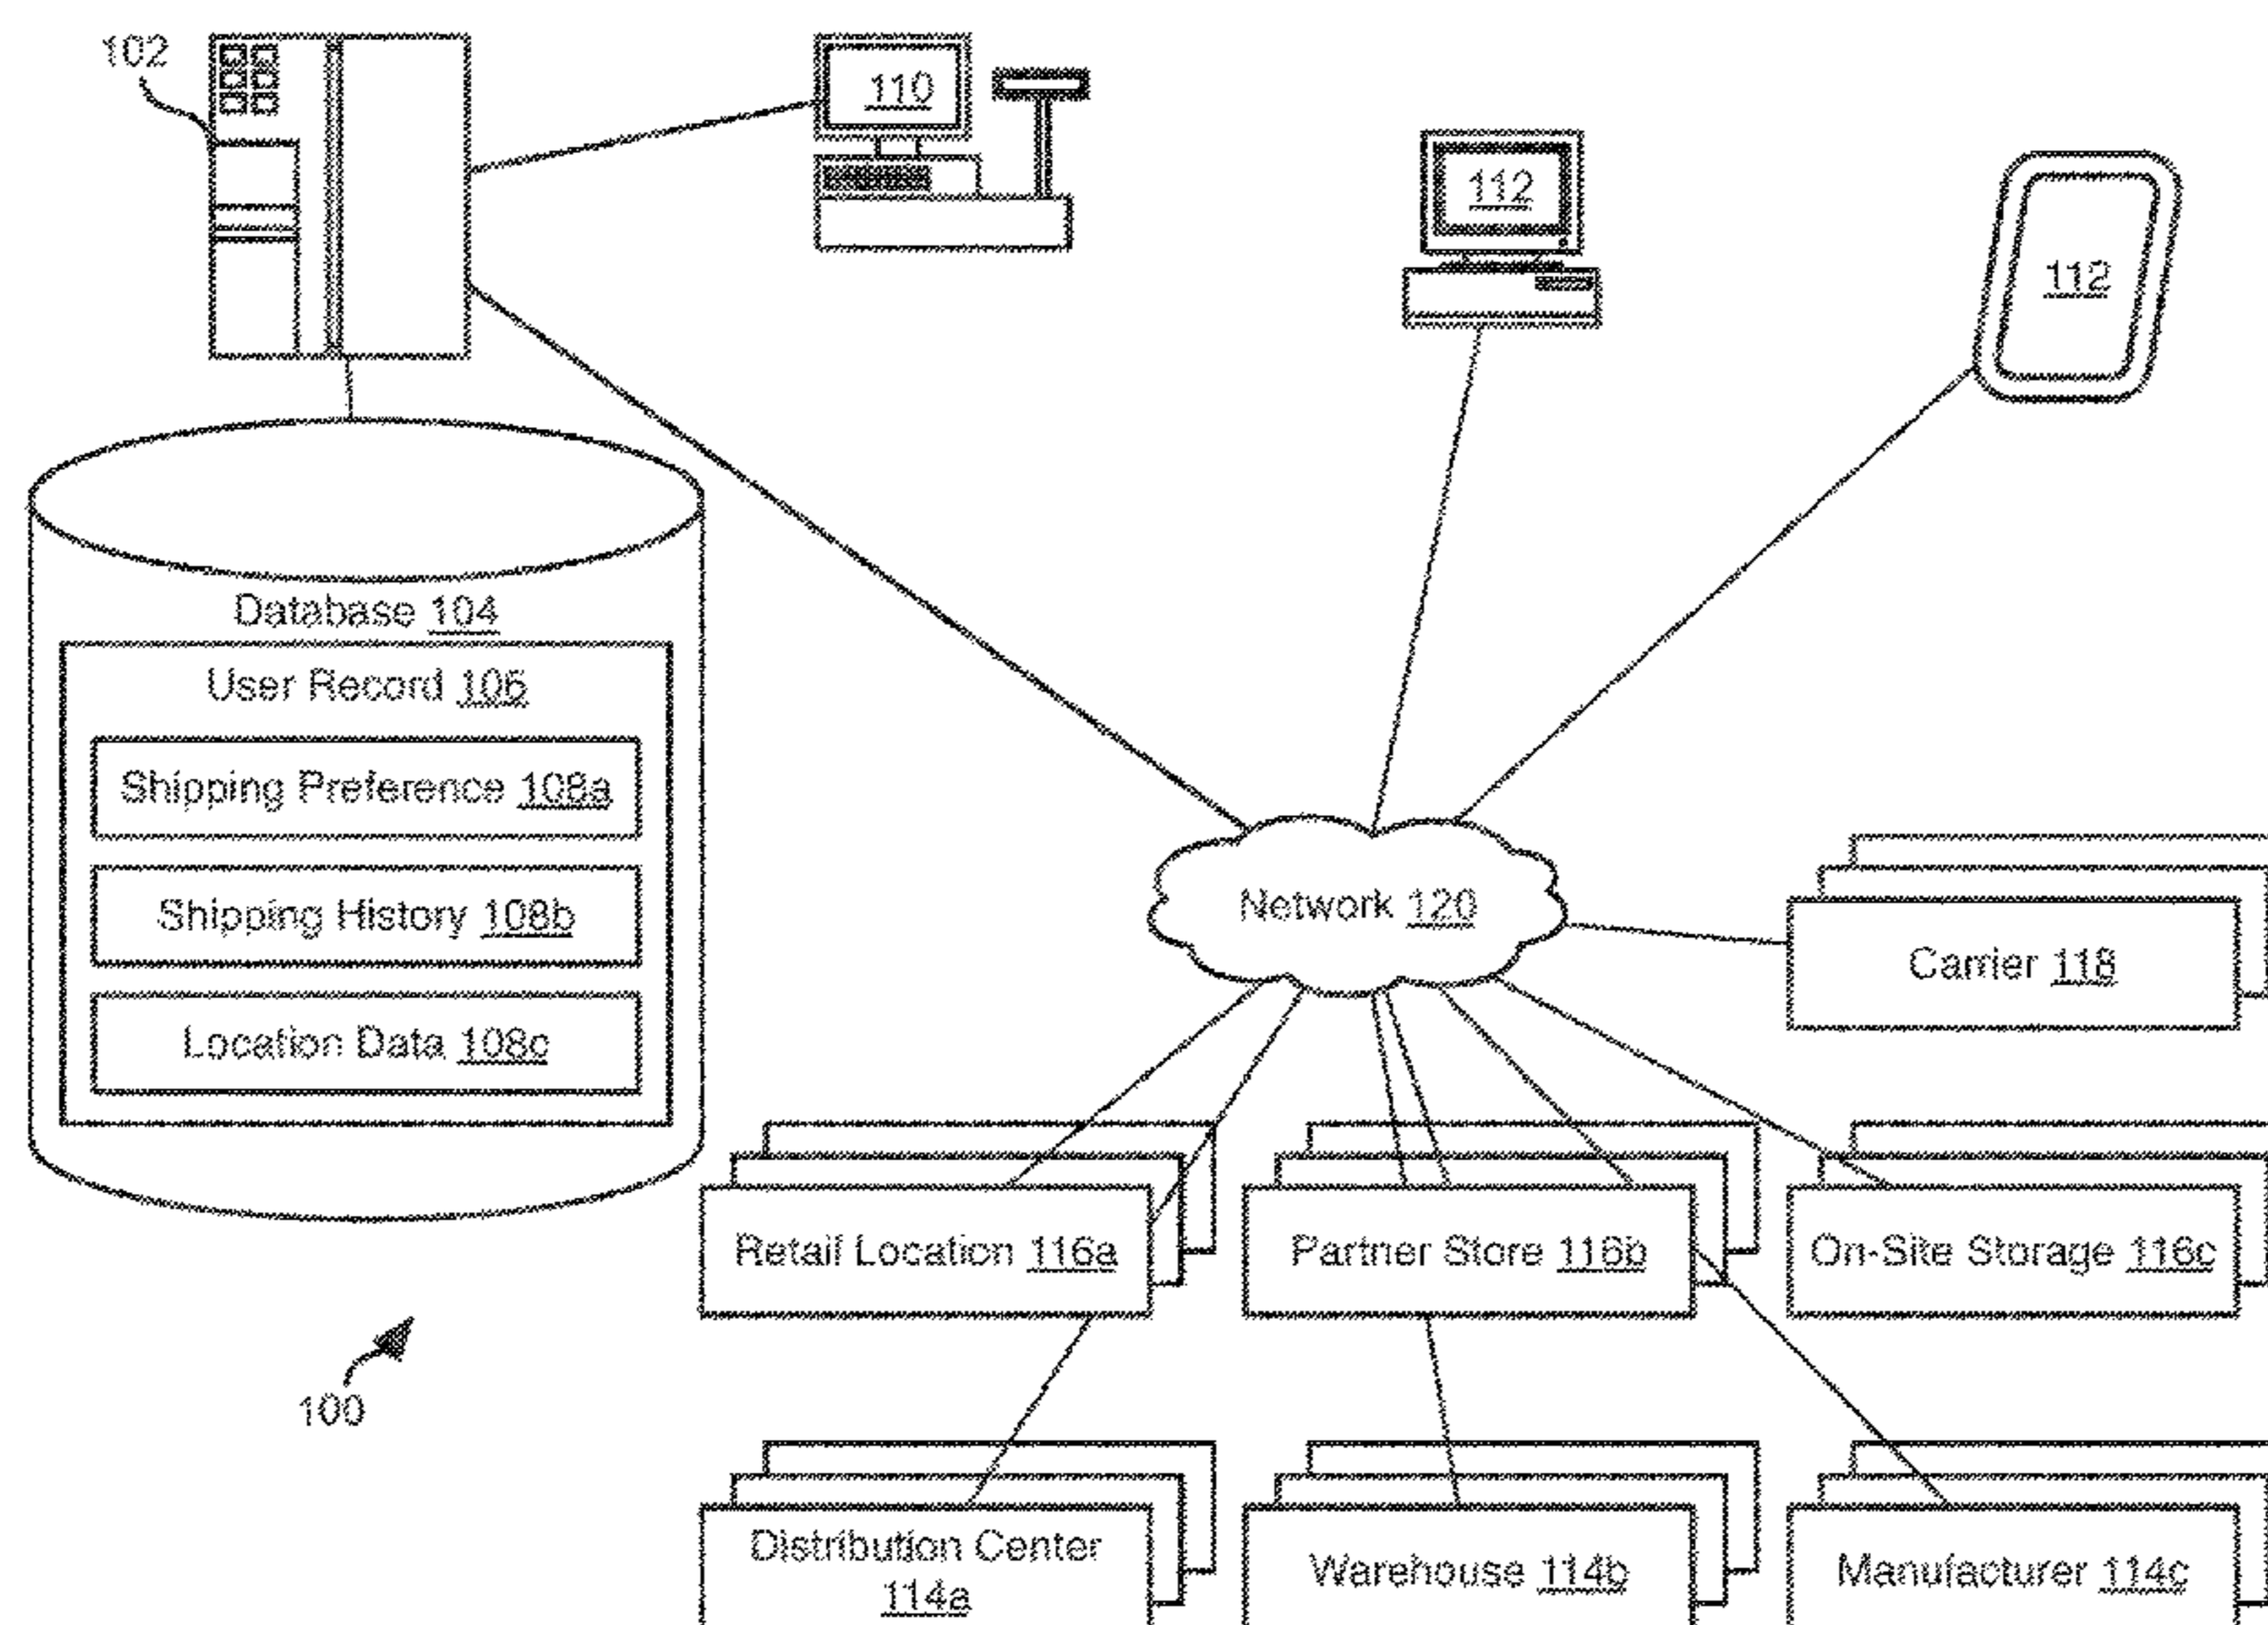 102
110
112
112
Database 104
User Record 106
Shipping Preference 108a
Shipping History 108b
Location Data 108c
Network 120
Carrier 118
Retail Location 116a
Partner Store 116b
On-Site Storage 116c
100
Distribution Center
114a
Warehouse 114b
Manufacturer 114c